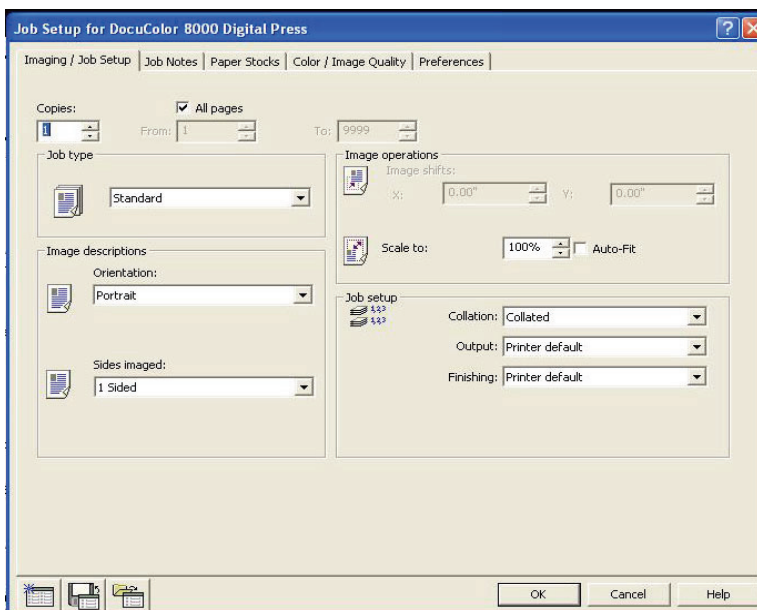 Job Setup for DocuColor 8000 Digital Press
Imaging / Job Setup Job Notes Paper Stocks Color / Image Quality Preferences
Copies: All pages
1 From: 1 To: 9999
Job type
Standard
Image descriptions
Orientation:
Portrait
Sides imaged:
1 Sided
Image operations
Image shifts:
X: 0.00" Y: 0.00"
Scale to: 100% Auto-Fit
Job setup
Collation: Collated
Output: Printer default
Finishing: Printer default
OK Cancel Help